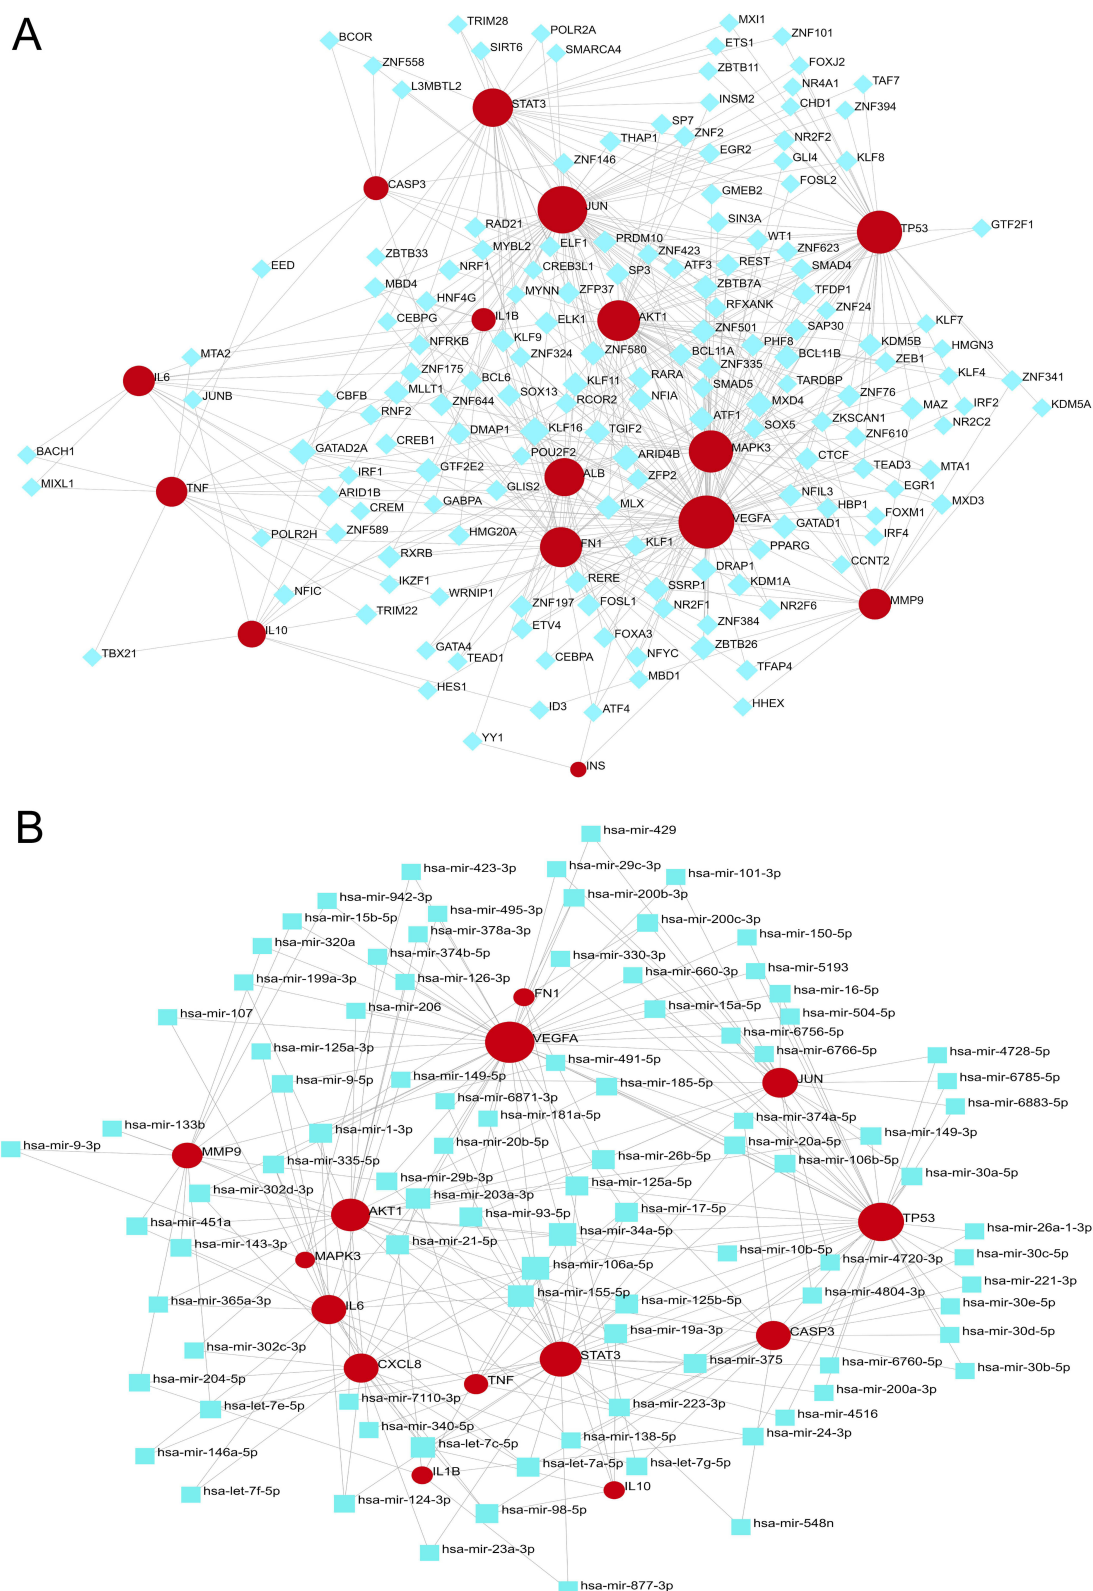 A
TRIM28
MXI1
BCOR
POLR2A
ZNF101
SIRT6
SMARCA4
ETS1
ZNF558
FOXJ2
ZBTB11
L3MBTL2
NR4A1
TAF7
STAT3
INSM2
CHD1
ZNF394
SP7
THAP1
ZNF2
NR2F2
EGR2
ZNF146
GLI4
KLF8
CASP3
FOSL2
GMEB2
JUN
RAD21
SIN3A
TP53
GTF2F1
ZBTB33
MYBL2
ELF1
PRDM10
WT1
ZNF423
ZNF623
EED
NRF1
CREB3L1
SP3
ATF3
REST
SMAD4
MBD4
HNF4G
MYNN
ZFP37
ZBTB7A
TFDP1
RFXANK
ZNF24
CEBPG
IL1B
ELK1
AKT1
ZNF501
SAP30
KLF7
NFRKB
KLF9
ZNF324
ZNF580
BCL11A
PHF8
BCL11B
KDM5B
HMGN3
MTA2
ZNF335
ZEB1
IL6
ZNF175
BCL6
KLF11
RARA
SMAD5
TARDBP
KLF4
ZNF341
JUNB
CBFB
MLLT1
SOX13
RCOR2
NFIA
MXD4
ZNF76
MAZ
IRF2
KDM5A
RNF2
ZNF644
ATF1
SOX5
ZKSCAN1
NR2C2
DMAP1
KLF16
TGIF2
ZNF610
BACH1
GATAD2A
CREB1
POU2F2
ARID4B
MAPK3
CTCF
MIXL1
IRF1
GTF2E2
ALB
ZFP2
TEAD3
MTA1
TNF
ARID1B
CREM
GABPA
GLIS2
MLX
NFIL3
HBP1
EGR1
MXD3
POLR2H
ZNF589
HMG20A
FN1
KLF1
VEGFA
GATAD1
FOXM1
IRF4
RXRB
PPARG
CCNT2
NFIC
IKZF1
WRNIP1
RERE
SSRP1
DRAP1
KDM1A
MMP9
TRIM22
ZNF197
FOSL1
NR2F1
NR2F6
IL10
ETV4
FOXA3
ZNF384
TBX21
GATA4
TEAD1
CEBPA
NFYC
ZBTB26
TFAP4
HES1
MBD1
ID3
ATF4
HHEX
YY1
INS
B
hsa-mir-429
hsa-mir-423-3p
hsa-mir-29c-3p
hsa-mir-101-3p
hsa-mir-942-3p
hsa-mir-200b-3p
hsa-mir-15b-5p
hsa-mir-495-3p
hsa-mir-200c-3p
hsa-mir-320a
hsa-mir-378a-3p
hsa-mir-150-5p
hsa-mir-374b-5p
hsa-mir-330-3p
hsa-mir-199a-3p
hsa-mir-126-3p
hsa-mir-660-3p
hsa-mir-5193
FN1
hsa-mir-16-5p
hsa-mir-107
hsa-mir-206
hsa-mir-15a-5p
hsa-mir-504-5p
VEGFA
hsa-mir-6756-5p
hsa-mir-125a-3p
hsa-mir-491-5p
hsa-mir-6766-5p
hsa-mir-4728-5p
hsa-mir-9-5p
hsa-mir-149-5p
hsa-mir-185-5p
JUN
hsa-mir-6785-5p
hsa-mir-6871-3p
hsa-mir-6883-5p
hsa-mir-133b
hsa-mir-181a-5p
hsa-mir-374a-5p
hsa-mir-9-3p
hsa-mir-1-3p
hsa-mir-20b-5p
hsa-mir-20a-5p
hsa-mir-149-3p
MMP9
hsa-mir-335-5p
hsa-mir-26b-5p
hsa-mir-106b-5p
hsa-mir-302d-3p
hsa-mir-29b-3p
hsa-mir-125a-5p
hsa-mir-30a-5p
hsa-mir-203a-3p
hsa-mir-451a
AKT1
hsa-mir-93-5p
hsa-mir-17-5p
TP53
hsa-mir-26a-1-3p
hsa-mir-143-3p
hsa-mir-21-5p
hsa-mir-34a-5p
hsa-mir-10b-5p
MAPK3
hsa-mir-106a-5p
hsa-mir-4720-3p
hsa-mir-30c-5p
hsa-mir-221-3p
hsa-mir-365a-3p
IL6
hsa-mir-155-5p
hsa-mir-125b-5p
hsa-mir-4804-3p
hsa-mir-30e-5p
hsa-mir-19a-3p
CASP3
hsa-mir-30d-5p
hsa-mir-302c-3p
CXCL8
STAT3
hsa-mir-375
hsa-mir-6760-5p
hsa-mir-30b-5p
hsa-mir-204-5p
TNF
hsa-mir-200a-3p
hsa-let-7e-5p
hsa-mir-7110-3p
hsa-mir-223-3p
hsa-mir-4516
hsa-mir-340-5p
hsa-mir-138-5p
hsa-mir-24-3p
hsa-mir-146a-5p
hsa-let-7c-5p
hsa-let-7a-5p
hsa-let-7g-5p
IL1B
IL10
hsa-let-7f-5p
hsa-mir-124-3p
hsa-mir-98-5p
hsa-mir-548n
hsa-mir-23a-3p
hsa-mir-877-3p